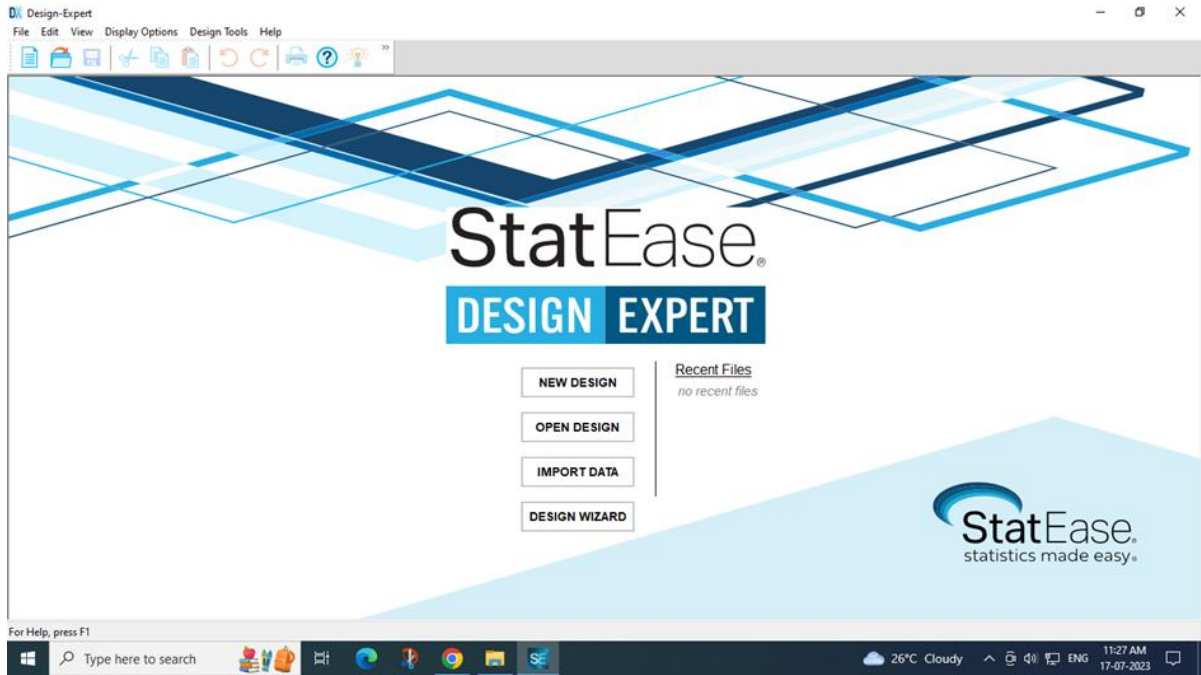 Design-Expert
File Edit View Display Options Design Tools Help
StatEase®
DESIGN EXPERT
NEW DESIGN
OPEN DESIGN
IMPORT DATA
DESIGN WIZARD
Recent Files
no recent files
StatEase®
statistics made easy®
For Help, press F1
Type here to search
SE
26°C Cloudy
ENG
11:27 AM
17-07-2023